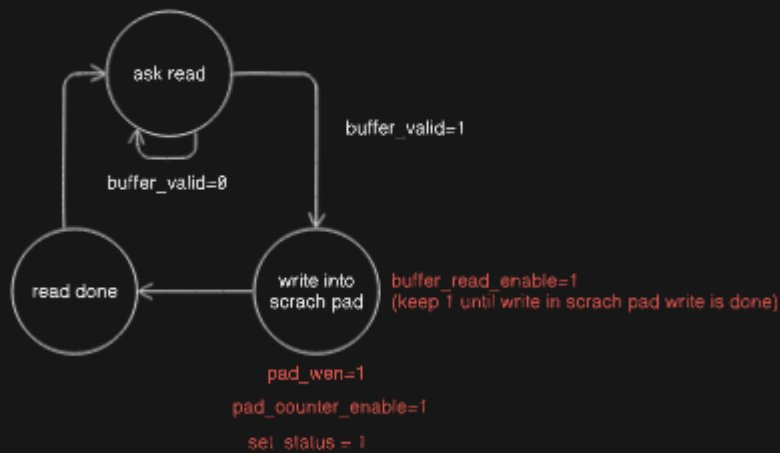 ask read
buffer_valid=1
buffer_valid=0
read done
write into
scrach pad
buffer_read_enable=1
(keep 1 until write in scrach pad write is done)
pad_wen=1
pad_counter_enable=1
set_status = 1